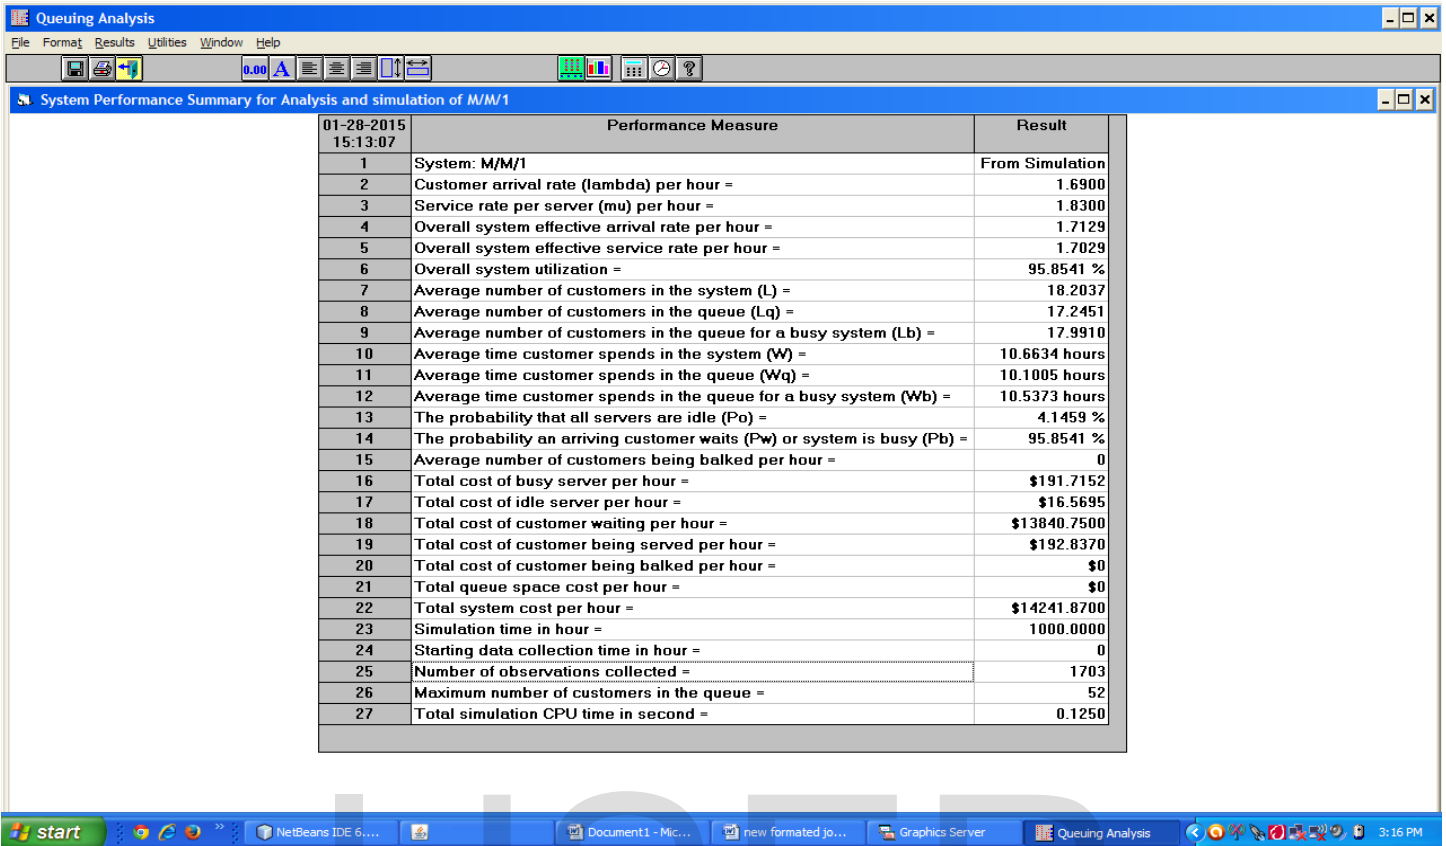 Queuing Analysis
File Format Results Utilities Window Help
0.00 A
System Performance Summary for Analysis and simulation of M/M/1
01-28-2015 15:13:07 Performance Measure Result
1 System: M/M/1 From Simulation
2 Customer arrival rate (lambda) per hour = 1.6900
3 Service rate per server (mu) per hour = 1.8300
4 Overall system effective arrival rate per hour = 1.7129
5 Overall system effective service rate per hour = 1.7029
6 Overall system utilization = 95.8541 %
7 Average number of customers in the system (L) = 18.2037
8 Average number of customers in the queue (Lq) = 17.2451
9 Average number of customers in the queue for a busy system (Lb) = 17.9910
10 Average time customer spends in the system (W) = 10.6634 hours
11 Average time customer spends in the queue (Wq) = 10.1005 hours
12 Average time customer spends in the queue for a busy system (Wb) = 10.5373 hours
13 The probability that all servers are idle (Po) = 4.1459 %
14 The probability an arriving customer waits (Pw) or system is busy (Pb) = 95.8541 %
15 Average number of customers being balked per hour = 0
16 Total cost of busy server per hour = $191.7152
17 Total cost of idle server per hour = $16.5695
18 Total cost of customer waiting per hour = $13840.7500
19 Total cost of customer being served per hour = $192.8370
20 Total cost of customer being balked per hour = $0
21 Total queue space cost per hour = $0
22 Total system cost per hour = $14241.8700
23 Simulation time in hour = 1000.0000
24 Starting data collection time in hour = 0
25 Number of observations collected = 1703
26 Maximum number of customers in the queue = 52
27 Total simulation CPU time in second = 0.1250
start NetBeans IDE 6.... Document1 - Mic... new formated jo... Graphics Server Queuing Analysis 3:16 PM